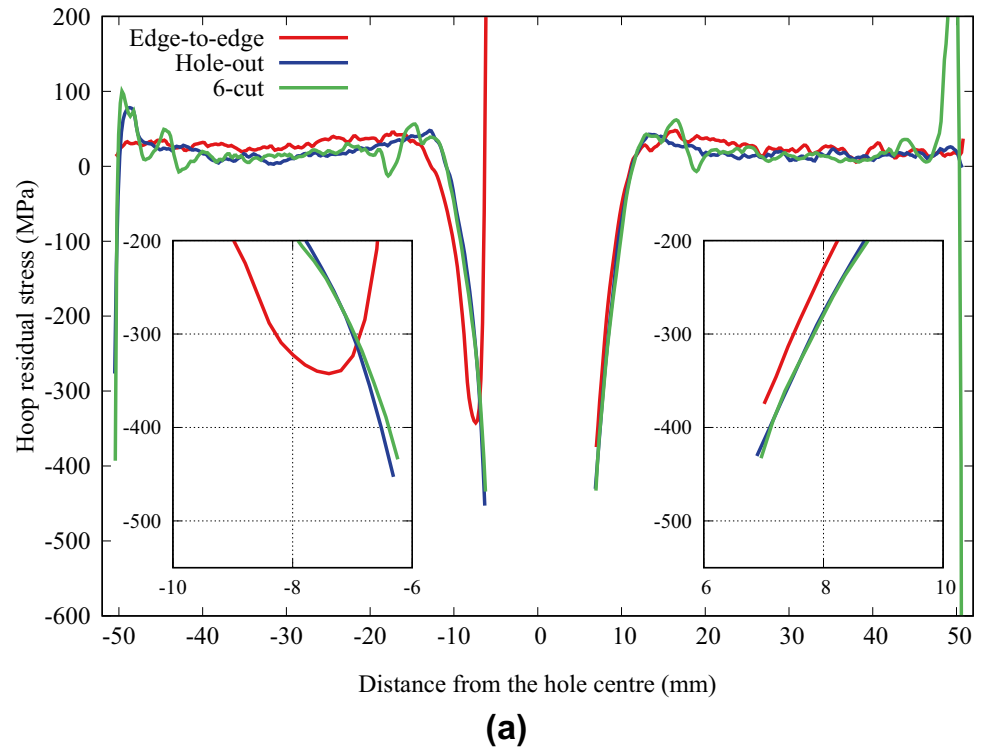 200
100
0
-100
-200
-300
-400
-500
-600
Hoop residual stress (MPa)
Edge-to-edge
Hole-out
6-cut
-200
-300
-400
-500
-10 -8 -6
-200
-300
-400
-500
6 8 10
-50 -40 -30 -20 -10 0 10 20 30 40 50
Distance from the hole centre (mm)
(a)